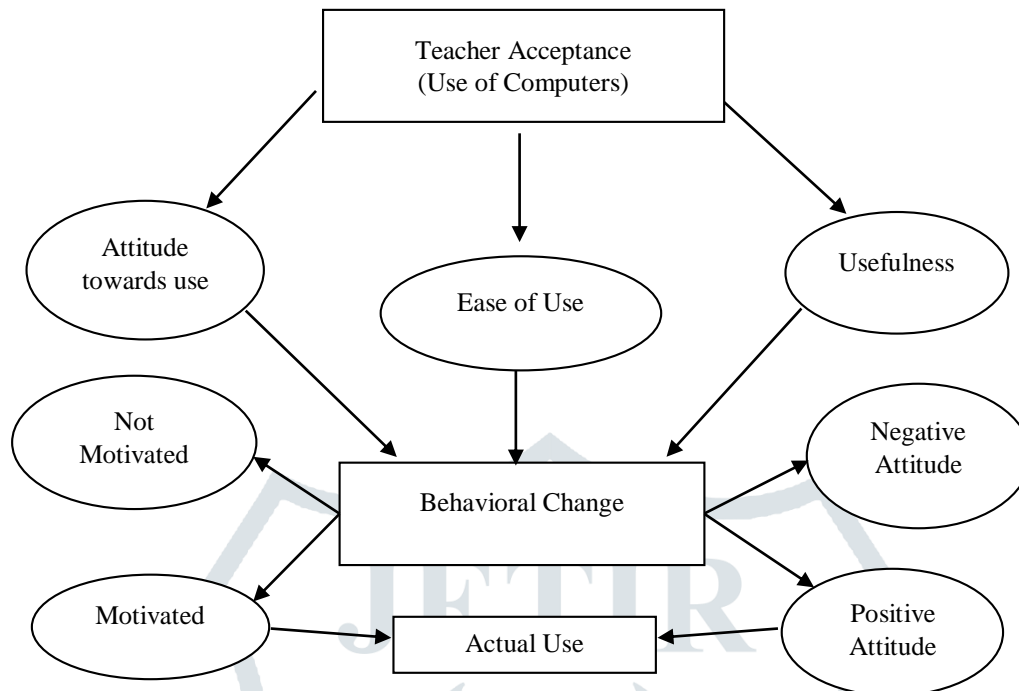 Teacher Acceptance
(Use of Computers)
Attitude
towards use
Ease of Use
Usefulness
Not
Motivated
Negative
Attitude
Behavioral Change
JETIR
Motivated
Actual Use
Positive
Attitude